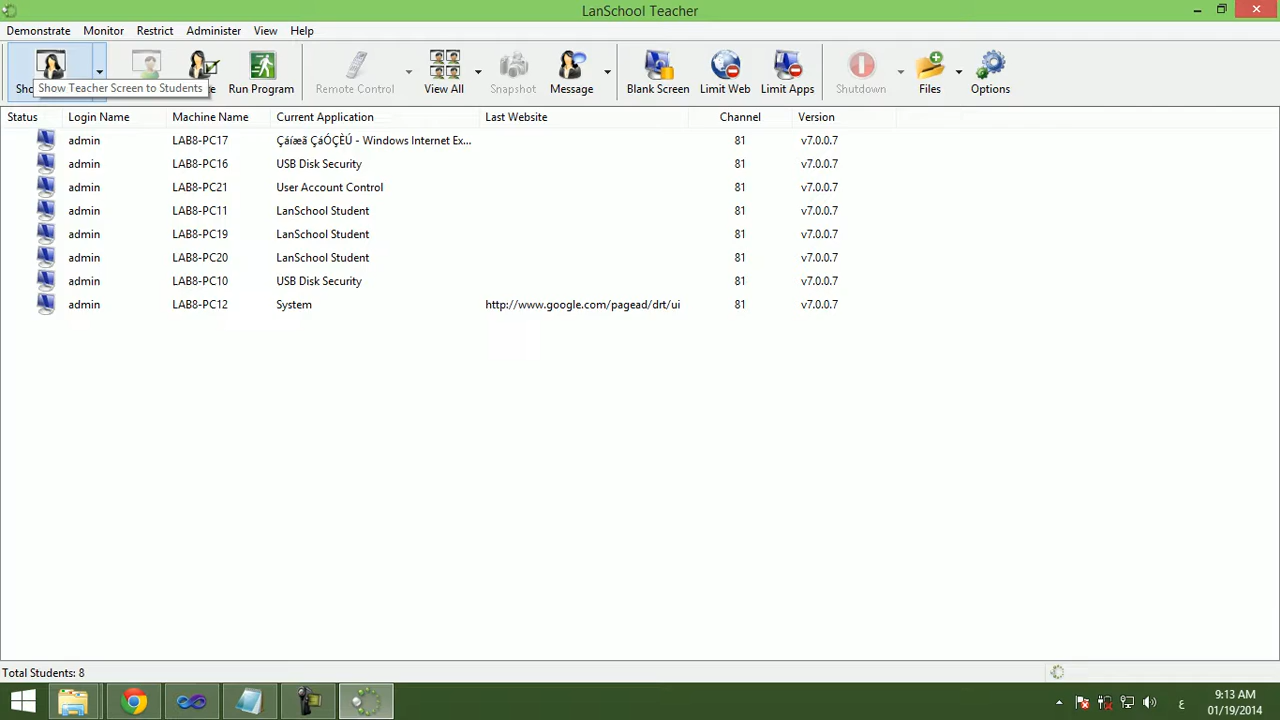 LanSchool Teacher
Demonstrate Monitor Restrict Administer View Help
Run Program Remote Control View All Snapshot Message Blank Screen Limit Web Limit Apps Shutdown Files Options
Show Teacher Screen to Students
Status Login Name Machine Name Current Application Last Website Channel Version
admin LAB8-PC17 Çáíæã ÇáÓÇÈÚ - Windows Internet Ex... 81 v7.0.0.7
admin LAB8-PC16 USB Disk Security 81 v7.0.0.7
admin LAB8-PC21 User Account Control 81 v7.0.0.7
admin LAB8-PC11 LanSchool Student 81 v7.0.0.7
admin LAB8-PC19 LanSchool Student 81 v7.0.0.7
admin LAB8-PC20 LanSchool Student 81 v7.0.0.7
admin LAB8-PC10 USB Disk Security 81 v7.0.0.7
admin LAB8-PC12 System http://www.google.com/pagead/drt/ui 81 v7.0.0.7
Total Students: 8
ع 9:13 AM
01/19/2014